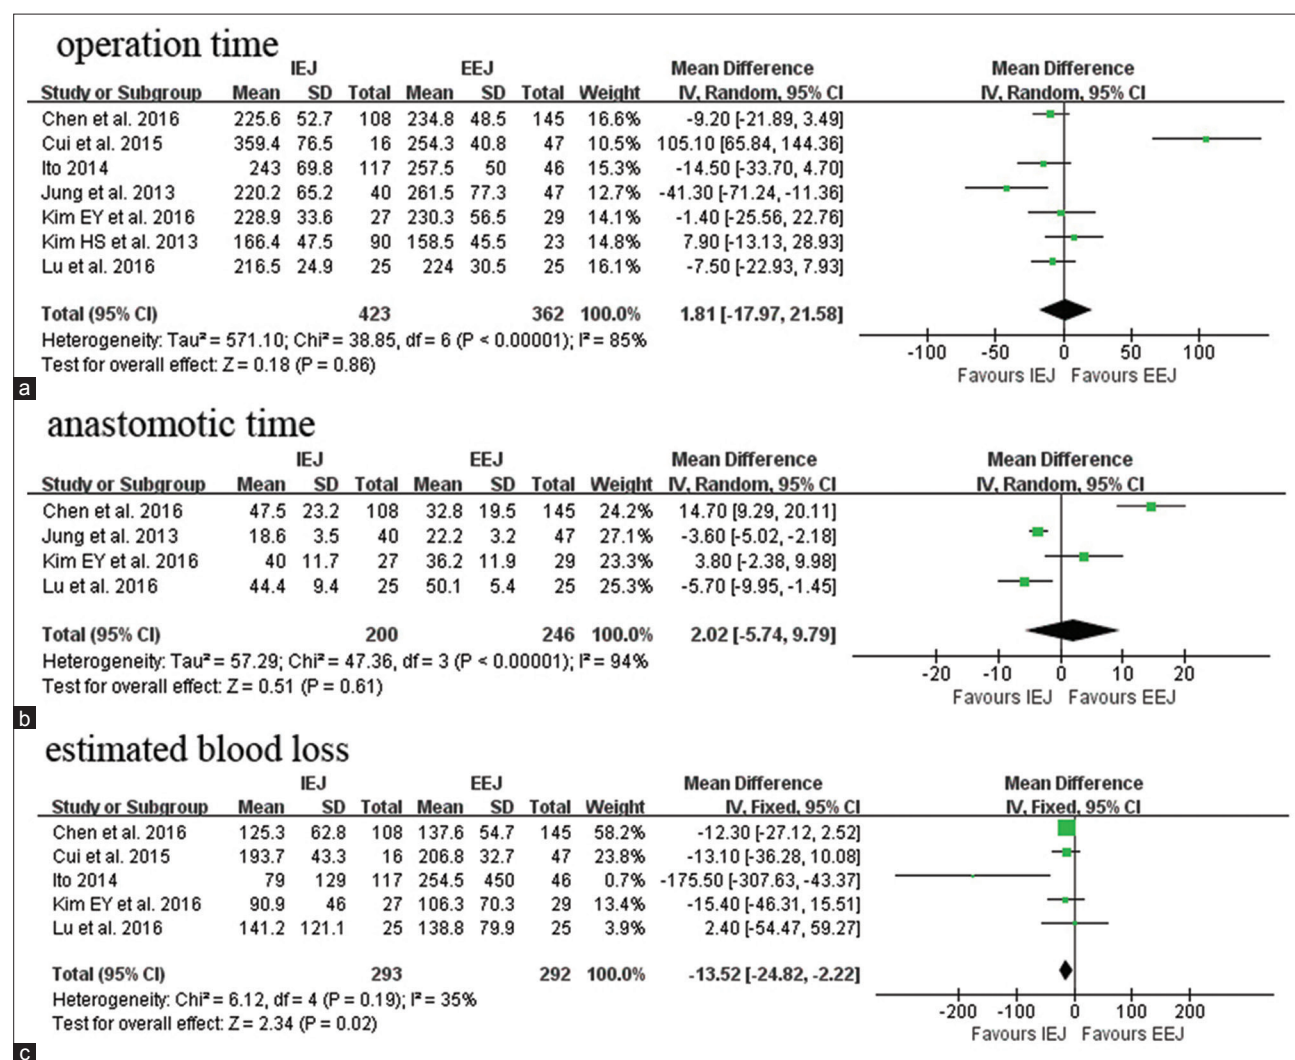 operation time
IEJ EEJ Mean Difference Mean Difference
Study or Subgroup Mean SD Total Mean SD Total Weight IV, Random, 95% CI IV, Random, 95% CI
Chen et al. 2016 225.6 52.7 108 234.8 48.5 145 16.6% -9.20 [-21.89, 3.49]
Cui et al. 2015 359.4 76.5 16 254.3 40.8 47 10.5% 105.10 [65.84, 144.36]
Ito 2014 243 69.8 117 257.5 50 46 15.3% -14.50 [-33.70, 4.70]
Jung et al. 2013 220.2 65.2 40 261.5 77.3 47 12.7% -41.30 [-71.24, -11.36]
Kim EY et al. 2016 228.9 33.6 27 230.3 56.5 29 14.1% -1.40 [-25.56, 22.76]
Kim HS et al. 2013 166.4 47.5 90 158.5 45.5 23 14.8% 7.90 [-13.13, 28.93]
Lu et al. 2016 216.5 24.9 25 224 30.5 25 16.1% -7.50 [-22.93, 7.93]
Total (95% CI) 423 362 100.0% 1.81 [-17.97, 21.58]
Heterogeneity: Tau² = 571.10; Chi² = 38.85, df = 6 (P < 0.00001); I² = 85%
Test for overall effect: Z = 0.18 (P = 0.86)
-100 -50 0 50 100
Favours IEJ Favours EEJ
a
anastomotic time
IEJ EEJ Mean Difference Mean Difference
Study or Subgroup Mean SD Total Mean SD Total Weight IV, Random, 95% CI IV, Random, 95% CI
Chen et al. 2016 47.5 23.2 108 32.8 19.5 145 24.2% 14.70 [9.29, 20.11]
Jung et al. 2013 18.6 3.5 40 22.2 3.2 47 27.1% -3.60 [-5.02, -2.18]
Kim EY et al. 2016 40 11.7 27 36.2 11.9 29 23.3% 3.80 [-2.38, 9.98]
Lu et al. 2016 44.4 9.4 25 50.1 5.4 25 25.3% -5.70 [-9.95, -1.45]
Total (95% CI) 200 246 100.0% 2.02 [-5.74, 9.79]
Heterogeneity: Tau² = 57.29; Chi² = 47.36, df = 3 (P < 0.00001); I² = 94%
Test for overall effect: Z = 0.51 (P = 0.61)
-20 -10 0 10 20
Favours IEJ Favours EEJ
b
estimated blood loss
IEJ EEJ Mean Difference Mean Difference
Study or Subgroup Mean SD Total Mean SD Total Weight IV, Fixed, 95% CI IV, Fixed, 95% CI
Chen et al. 2016 125.3 62.8 108 137.6 54.7 145 58.2% -12.30 [-27.12, 2.52]
Cui et al. 2015 193.7 43.3 16 206.8 32.7 47 23.8% -13.10 [-36.28, 10.08]
Ito 2014 79 129 117 254.5 450 46 0.7% -175.50 [-307.63, -43.37]
Kim EY et al. 2016 90.9 46 27 106.3 70.3 29 13.4% -15.40 [-46.31, 15.51]
Lu et al. 2016 141.2 121.1 25 138.8 79.9 25 3.9% 2.40 [-54.47, 59.27]
Total (95% CI) 293 292 100.0% -13.52 [-24.82, -2.22]
Heterogeneity: Chi² = 6.12, df = 4 (P = 0.19); I² = 35%
Test for overall effect: Z = 2.34 (P = 0.02)
-200 -100 0 100 200
Favours IEJ Favours EEJ
c